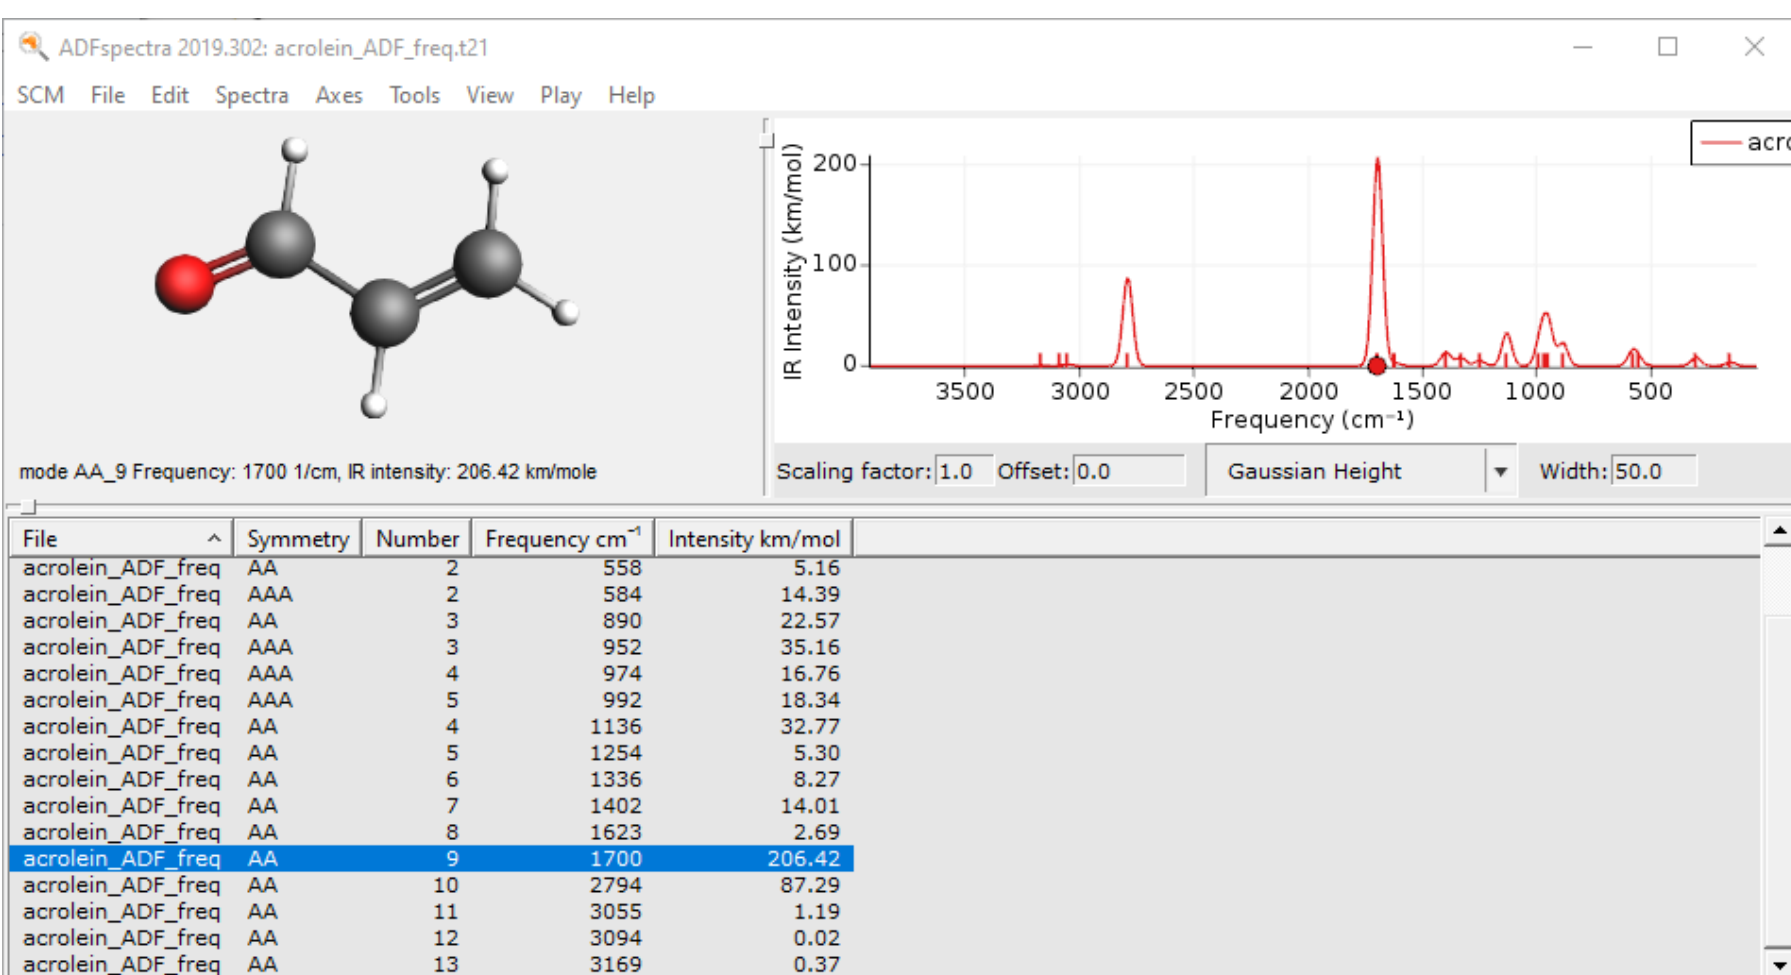 ADFspectra 2019.302: acrolein_ADF_freq.t21
SCM File Edit Spectra Axes Tools View Play Help
acro
IR Intensity (km/mol)
200
100
0
3500 3000 2500 2000 1500 1000 500
Frequency (cm⁻¹)
mode AA_9 Frequency: 1700 1/cm, IR intensity: 206.42 km/mole
Scaling factor: 1.0 Offset: 0.0 Gaussian Height Width: 50.0
File Symmetry Number Frequency cm⁻¹ Intensity km/mol
acrolein_ADF_freq AA 2 558 5.16
acrolein_ADF_freq AAA 2 584 14.39
acrolein_ADF_freq AA 3 890 22.57
acrolein_ADF_freq AAA 3 952 35.16
acrolein_ADF_freq AAA 4 974 16.76
acrolein_ADF_freq AAA 5 992 18.34
acrolein_ADF_freq AA 4 1136 32.77
acrolein_ADF_freq AA 5 1254 5.30
acrolein_ADF_freq AA 6 1336 8.27
acrolein_ADF_freq AA 7 1402 14.01
acrolein_ADF_freq AA 8 1623 2.69
acrolein_ADF_freq AA 9 1700 206.42
acrolein_ADF_freq AA 10 2794 87.29
acrolein_ADF_freq AA 11 3055 1.19
acrolein_ADF_freq AA 12 3094 0.02
acrolein_ADF_freq AA 13 3169 0.37